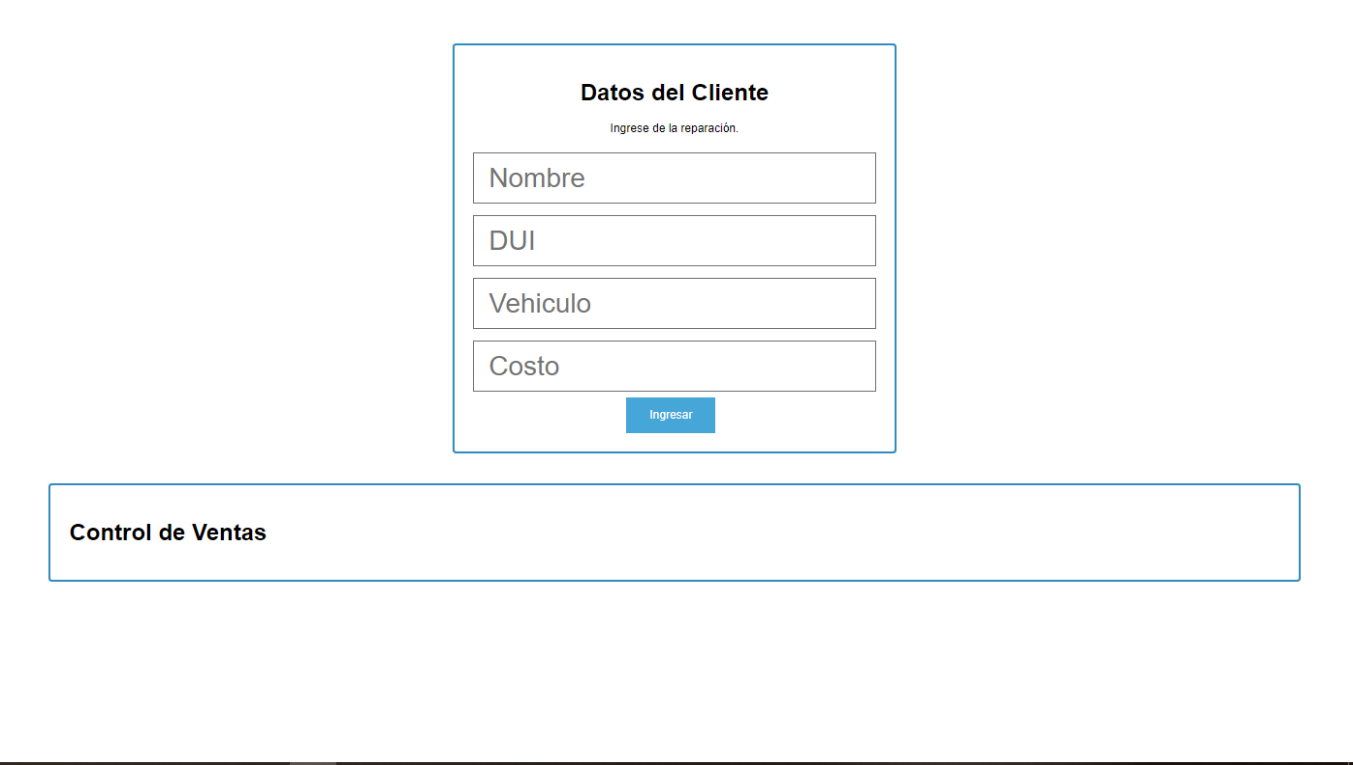 Datos del Cliente
Ingrese de la reparación.
Nombre
DUI
Vehiculo
Costo
Ingresar
Control de Ventas